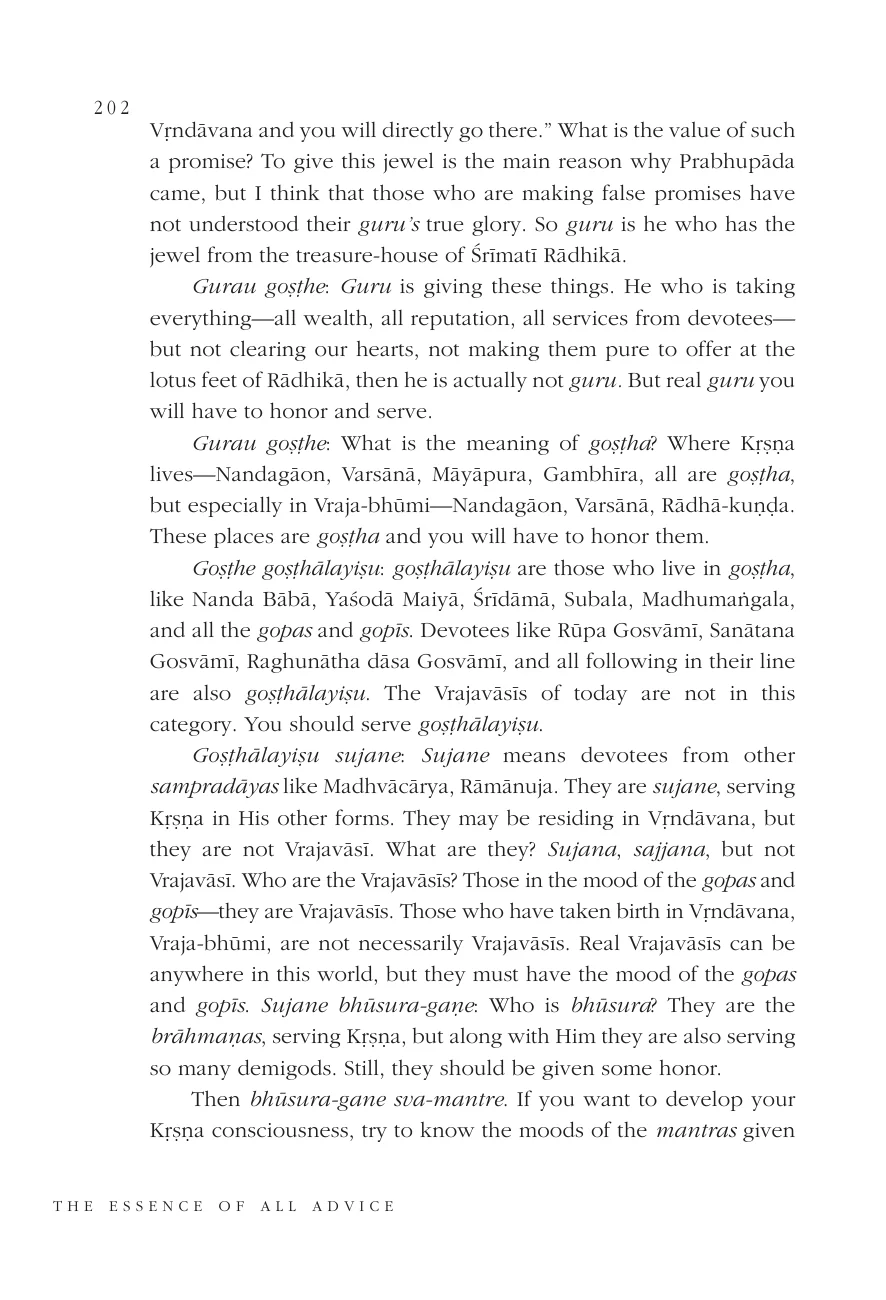 202
Vṛndāvana and you will directly go there.” What is the value of such
a promise? To give this jewel is the main reason why Prabhupāda
came, but I think that those who are making false promises have
not understood their guru’s true glory. So guru is he who has the
jewel from the treasure-house of Śrīmatī Rādhikā.
Gurau goṣṭhe: Guru is giving these things. He who is taking
everything—all wealth, all reputation, all services from devotees—
but not clearing our hearts, not making them pure to offer at the
lotus feet of Rādhikā, then he is actually not guru. But real guru you
will have to honor and serve.
Gurau goṣṭhe: What is the meaning of goṣṭha? Where Kṛṣṇa
lives—Nandagāon, Varsānā, Māyāpura, Gambhīra, all are goṣṭha,
but especially in Vraja-bhūmi—Nandagāon, Varsānā, Rādhā-kuṇḍa.
These places are goṣṭha and you will have to honor them.
Goṣṭhe goṣṭhālayiṣu: goṣṭhālayiṣu are those who live in goṣṭha,
like Nanda Bābā, Yaśodā Maiyā, Śrīdāmā, Subala, Madhumaṅgala,
and all the gopas and gopīs. Devotees like Rūpa Gosvāmī, Sanātana
Gosvāmī, Raghunātha dāsa Gosvāmī, and all following in their line
are also goṣṭhālayiṣu. The Vrajavāsīs of today are not in this
category. You should serve goṣṭhālayiṣu.
Goṣṭhālayiṣu sujane: Sujane means devotees from other
sampradāyas like Madhvācārya, Rāmānuja. They are sujane, serving
Kṛṣṇa in His other forms. They may be residing in Vṛndāvana, but
they are not Vrajavāsī. What are they? Sujana, sajjana, but not
Vrajavāsī. Who are the Vrajavāsīs? Those in the mood of the gopas and
gopīs—they are Vrajavāsīs. Those who have taken birth in Vṛndāvana,
Vraja-bhūmi, are not necessarily Vrajavāsīs. Real Vrajavāsīs can be
anywhere in this world, but they must have the mood of the gopas
and gopīs. Sujane bhūsura-gaṇe: Who is bhūsura? They are the
brāhmaṇas, serving Kṛṣṇa, but along with Him they are also serving
so many demigods. Still, they should be given some honor.
Then bhūsura-gane sva-mantre. If you want to develop your
Kṛṣṇa consciousness, try to know the moods of the mantras given
THE ESSENCE OF ALL ADVICE